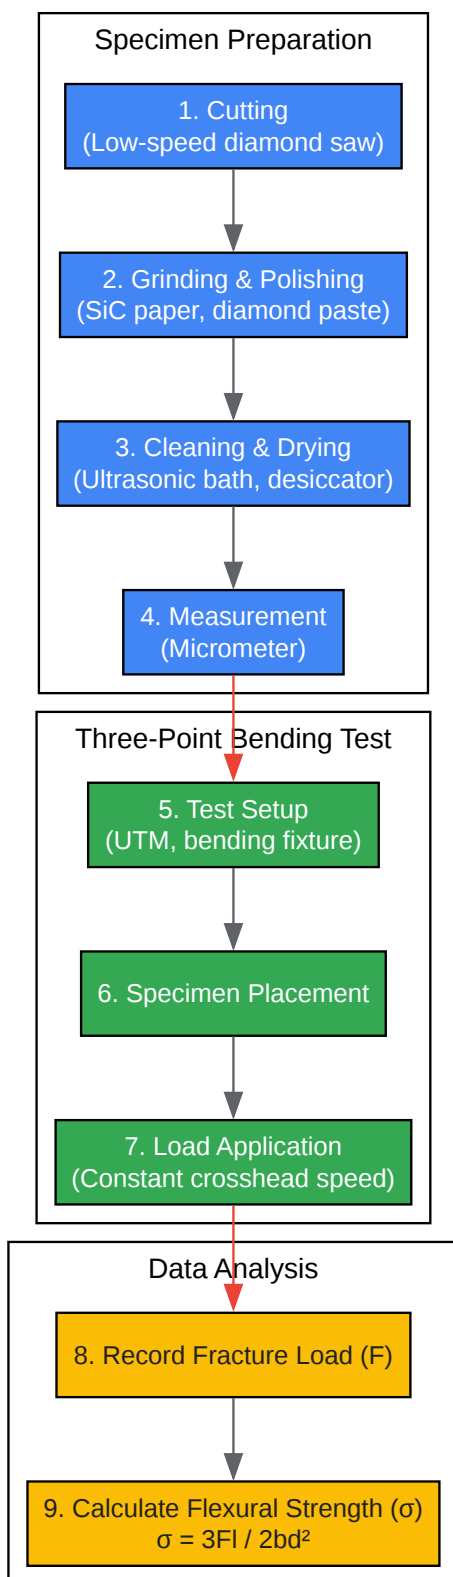 Specimen Preparation
1. Cutting
(Low-speed diamond saw)
2. Grinding & Polishing
(SiC paper, diamond paste)
3. Cleaning & Drying
(Ultrasonic bath, desiccator)
4. Measurement
(Micrometer)
Three-Point Bending Test
5. Test Setup
(UTM, bending fixture)
6. Specimen Placement
7. Load Application
(Constant crosshead speed)
Data Analysis
8. Record Fracture Load (F)
9. Calculate Flexural Strength (σ)
σ = 3Fl / 2bd²